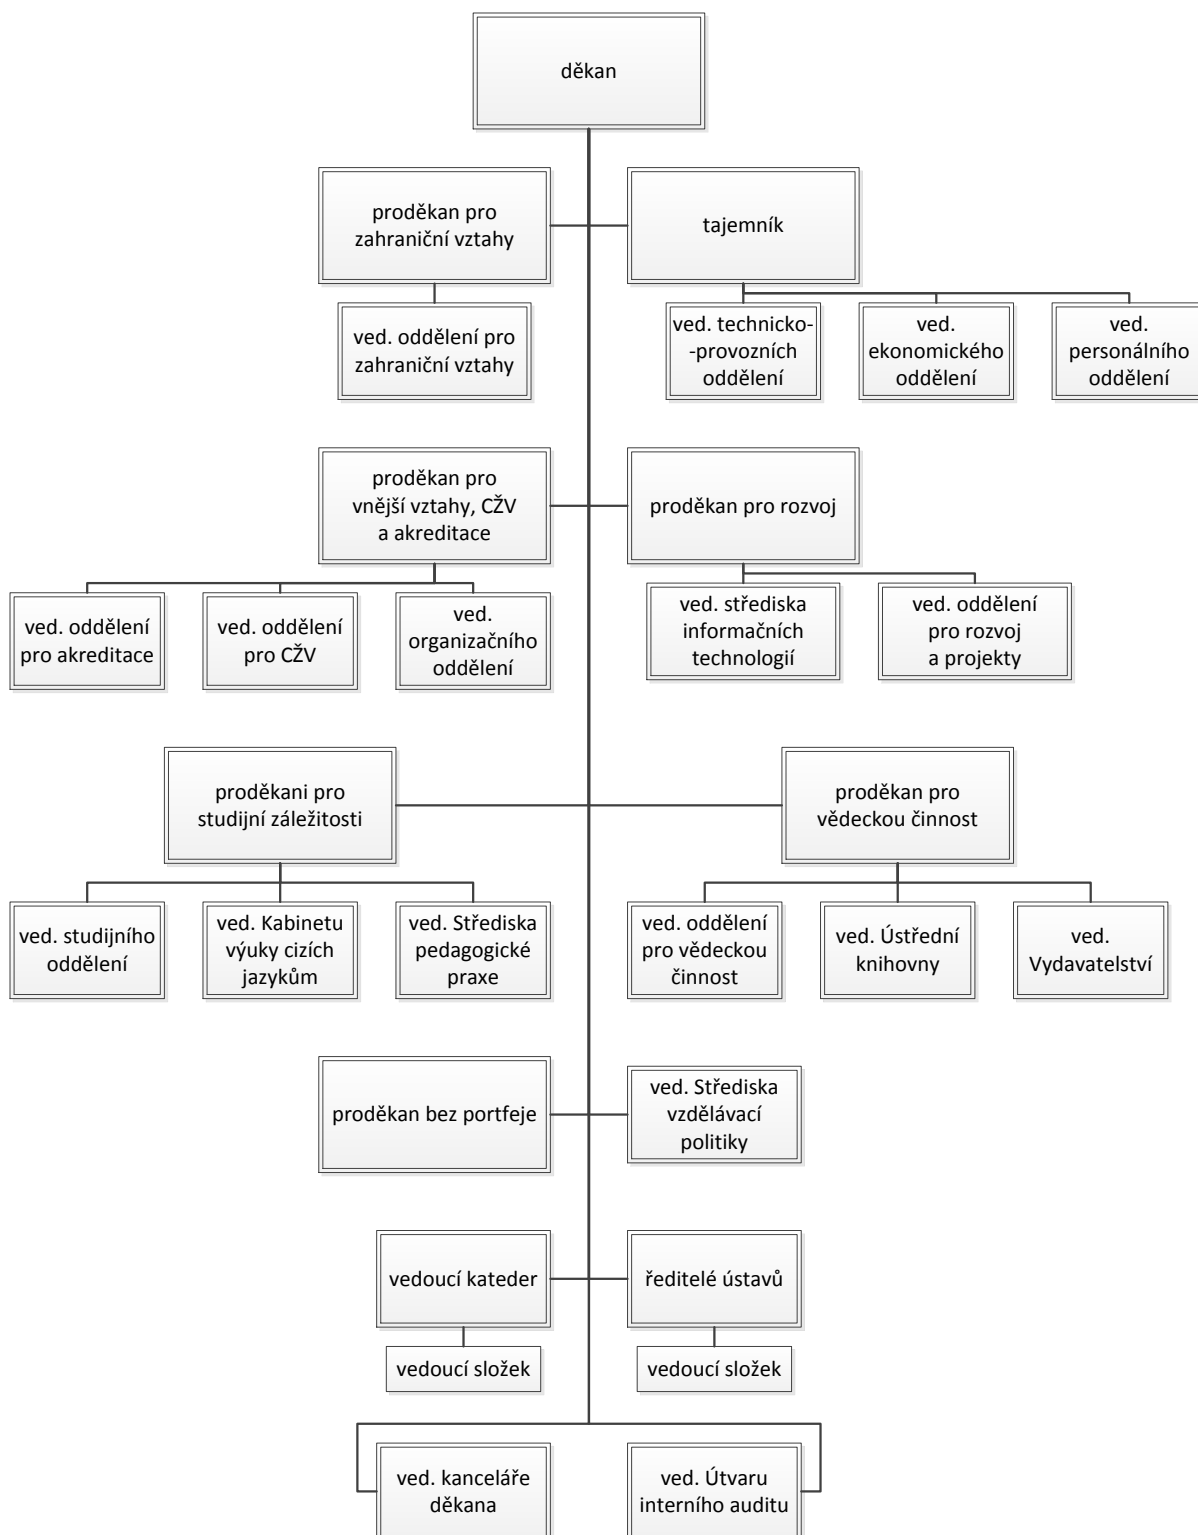 děkan
proděkan pro
zahraniční vztahy
tajemník
ved. oddělení pro
zahraniční vztahy
ved. technicko-
-provozních
oddělení
ved.
ekonomického
oddělení
ved.
personálního
oddělení
proděkan pro
vnější vztahy, CŽV
a akreditace
proděkan pro rozvoj
ved. oddělení
pro akreditace
ved. oddělení
pro CŽV
ved.
organizačního
oddělení
ved. střediska
informačních
technologií
ved. oddělení
pro rozvoj
a projekty
proděkani pro
studijní záležitosti
proděkan pro
vědeckou činnost
ved. studijního
oddělení
ved. Kabinetu
výuky cizích
jazykům
ved. Střediska
pedagogické
praxe
ved. oddělení
pro vědeckou
činnost
ved. Ústřední
knihovny
ved.
Vydavatelství
proděkan bez portfeje
ved. Střediska
vzdělávací
politiky
vedoucí kateder
ředitelé ústavů
vedoucí složek
vedoucí složek
ved. kanceláře
děkana
ved. Útvaru
interního auditu